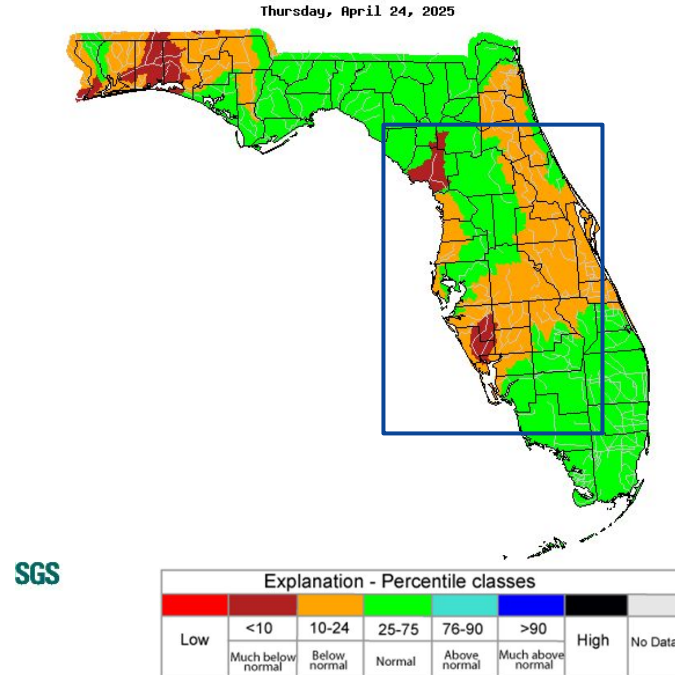 Thursday, April 24, 2025
SGS
Explanation - Percentile classes
Low
<10
10-24
25-75
76-90
>90
High
No Data
Much below normal
Below normal
Normal
Above normal
Much above normal